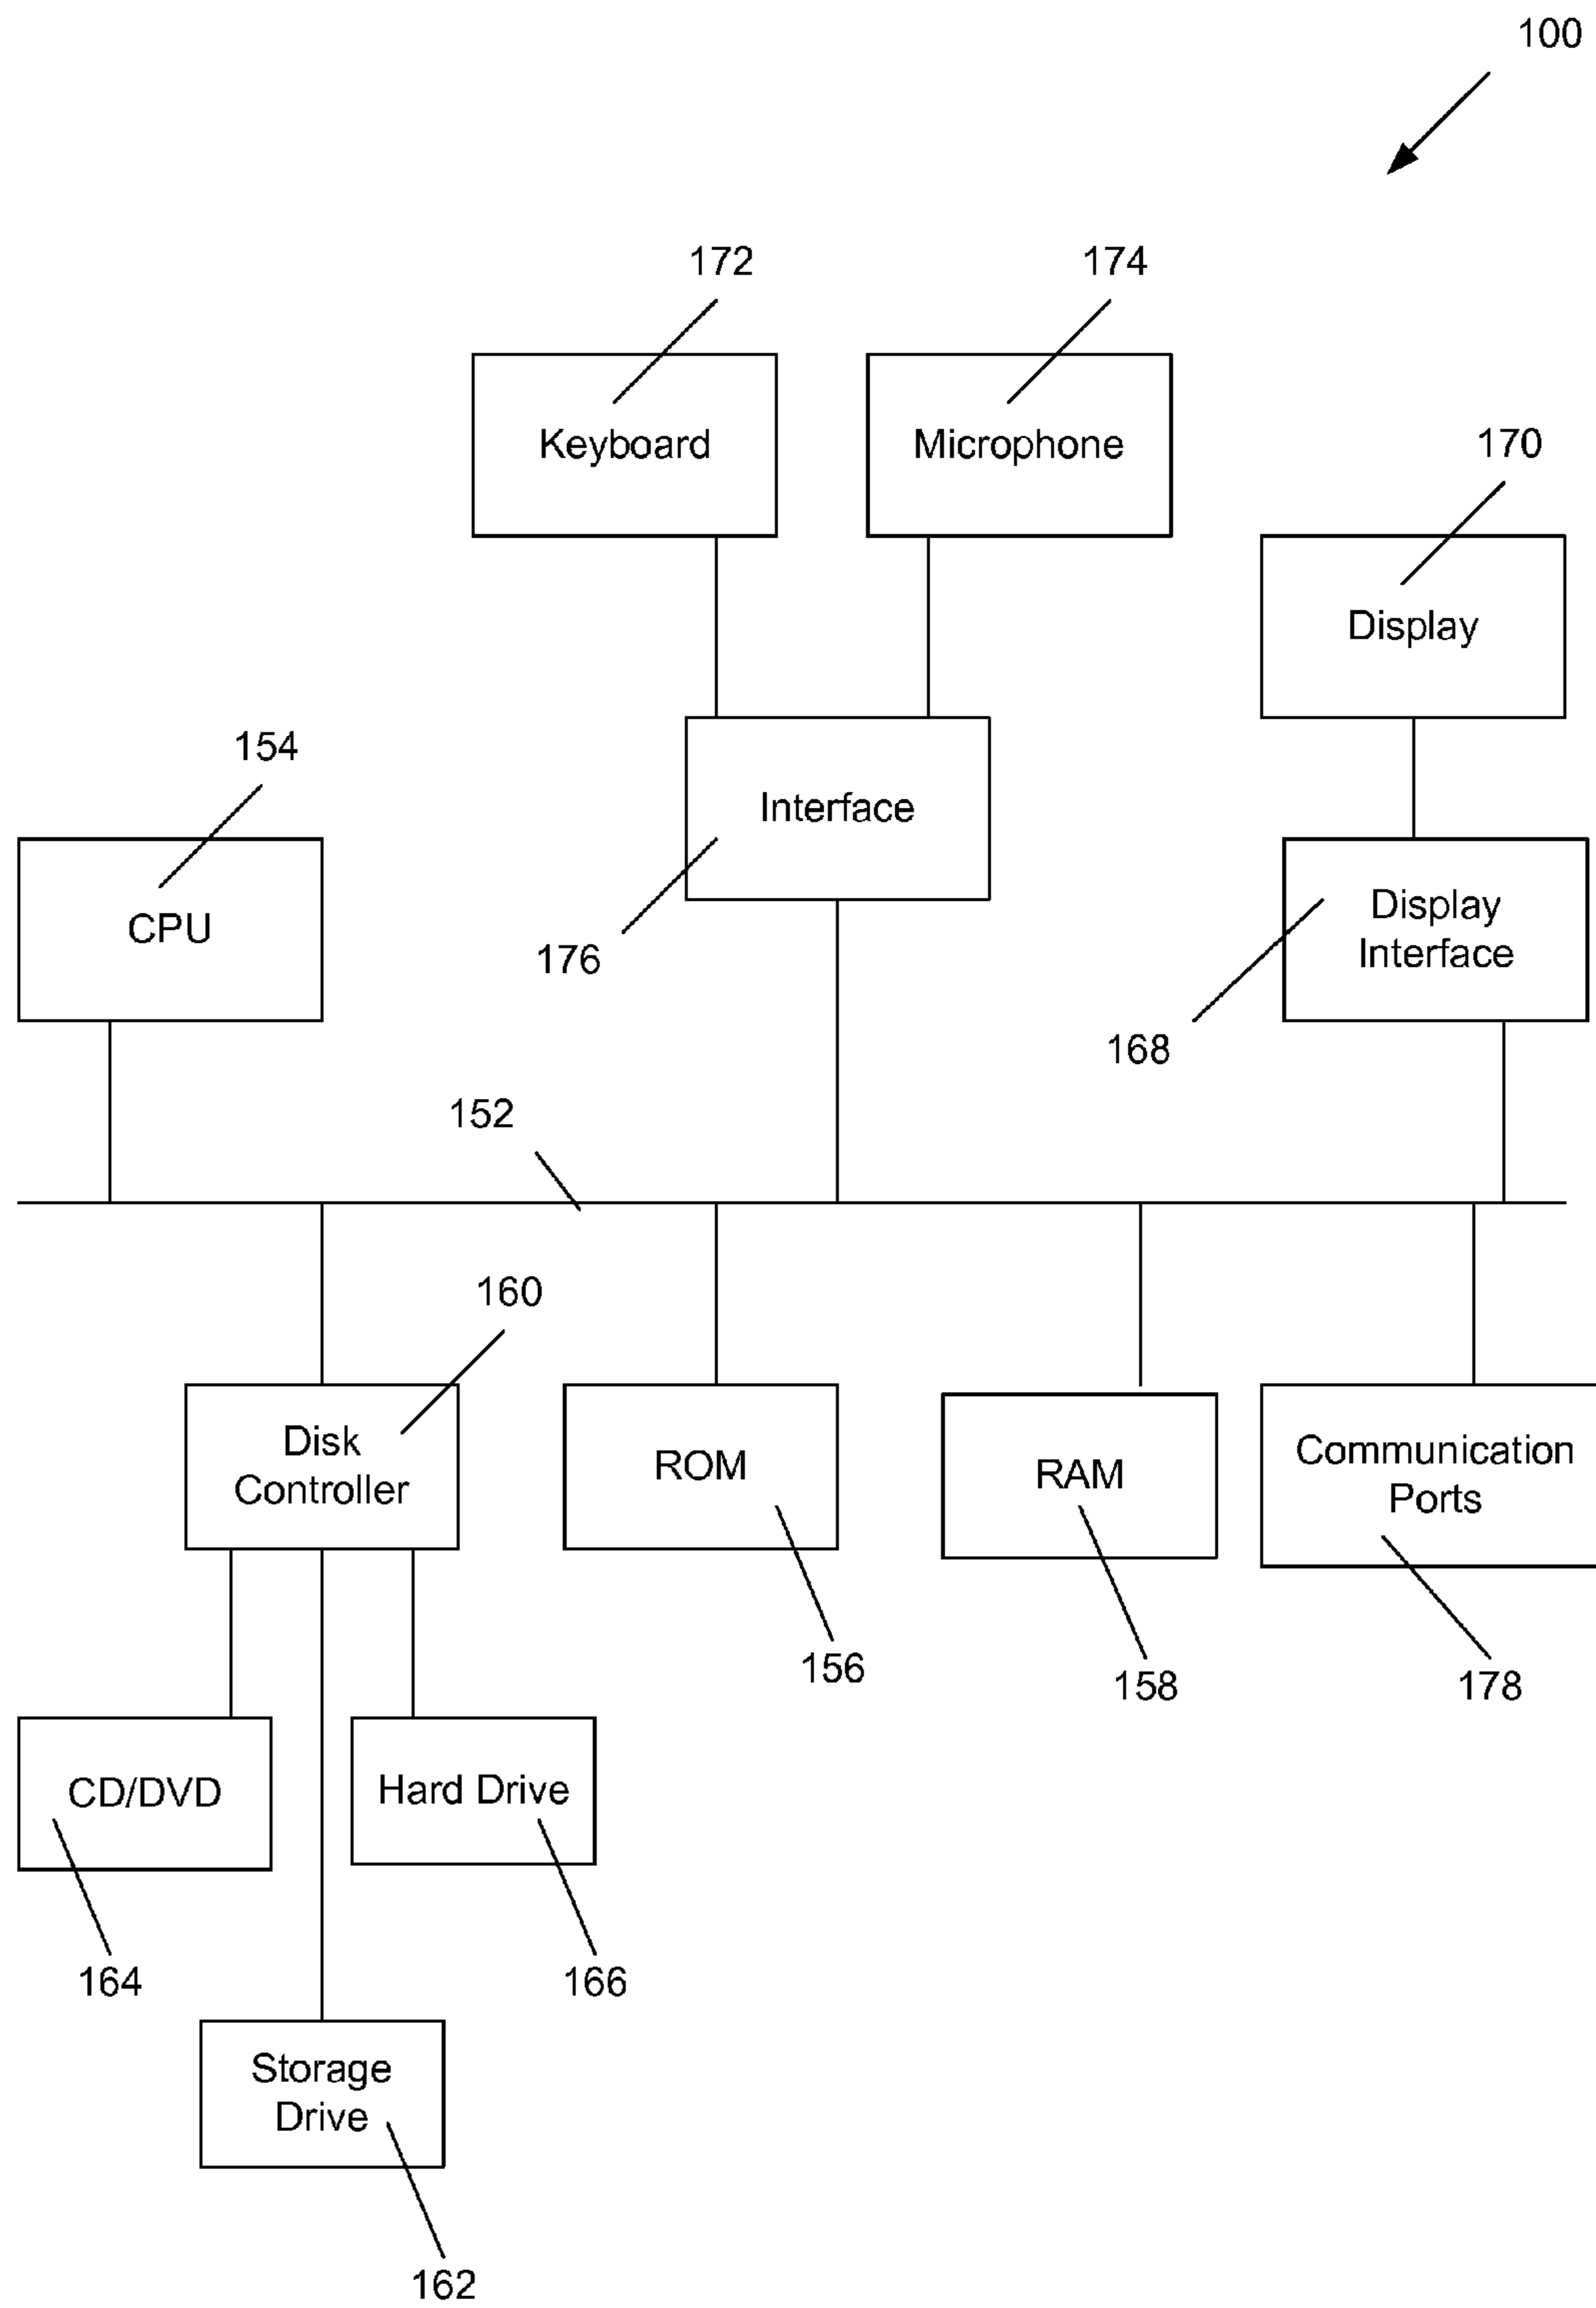 100
172
174
Keyboard
Microphone
170
Display
154
Interface
CPU
176
Display
Interface
168
152
160
Disk
Controller
ROM
RAM
Communication
Ports
156
158
178
CD/DVD
Hard Drive
164
166
Storage
Drive
162